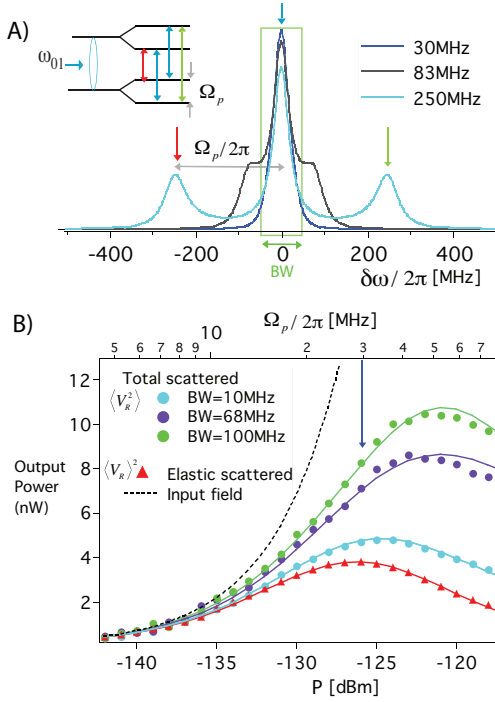 A)
ω01
Ωp
30MHz
83MHz
250MHz
Ωp/2π
-400 -200 0 200 400
BW
δω/2π [MHz]
B)
Ωp/2π [MHz]
5 6 7 8 9 10 2 3 4 5 6 7
Total scattered
⟨V_R^2⟩
BW=10MHz
BW=68MHz
BW=100MHz
⟨V_R⟩^2 Elastic scattered
Input field
Output
Power
(nW)
12
10
8
6
4
2
-140 -135 -130 -125 -120
P [dBm]